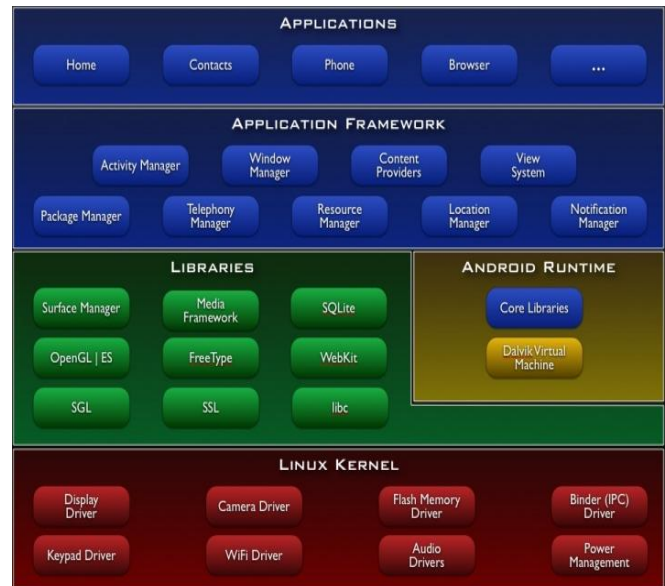 APPLICATIONS
Home
Contacts
Phone
Browser
...
APPLICATION FRAMEWORK
Activity Manager
Window
Manager
Content
Providers
View
System
Package Manager
Telephony
Manager
Resource
Manager
Location
Manager
Notification
Manager
LIBRARIES
Surface Manager
Media
Framework
SQLite
OpenGL | ES
FreeType
WebKit
SGL
SSL
libc
ANDROID RUNTIME
Core Libraries
Dalvik Virtual
Machine
LINUX KERNEL
Display
Driver
Camera Driver
Flash Memory
Driver
Binder (IPC)
Driver
Keypad Driver
WiFi Driver
Audio
Drivers
Power
Management